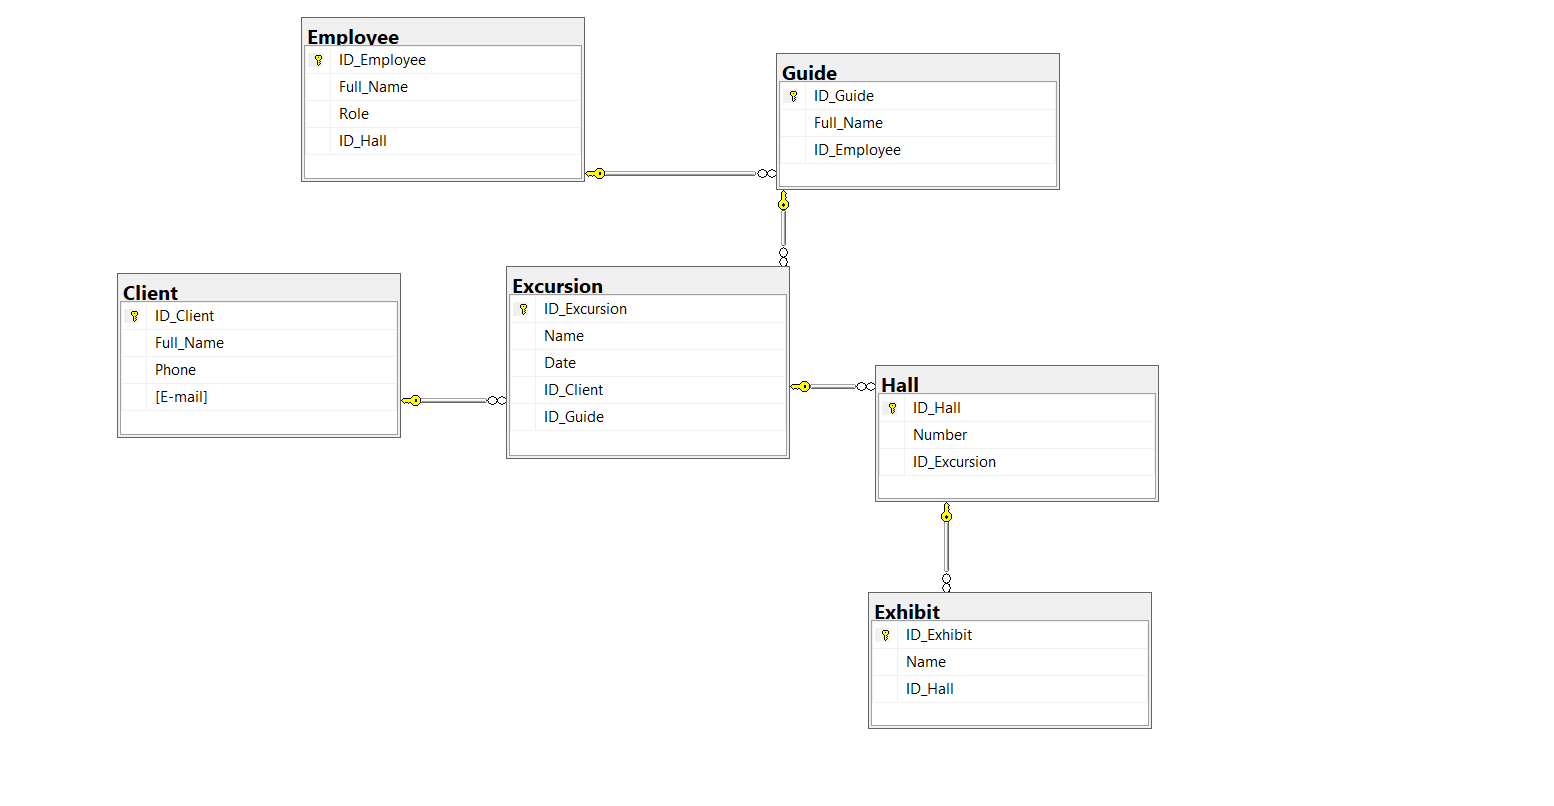 Employee
ID_Employee
Full_Name
Role
ID_Hall
Guide
ID_Guide
Full_Name
ID_Employee
Client
ID_Client
Full_Name
Phone
[E-mail]
Excursion
ID_Excursion
Name
Date
ID_Client
ID_Guide
Hall
ID_Hall
Number
ID_Excursion
Exhibit
ID_Exhibit
Name
ID_Hall